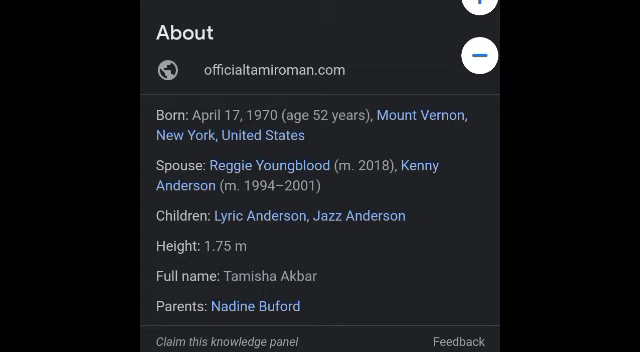 About
officialtamiroman.com
Born: April 17, 1970 (age 52 years), Mount Vernon,
New York, United States
Spouse: Reggie Youngblood (m. 2018), Kenny
Anderson (m. 1994–2001)
Children: Lyric Anderson, Jazz Anderson
Height: 1.75 m
Full name: Tamisha Akbar
Parents: Nadine Buford
Claim this knowledge panel Feedback